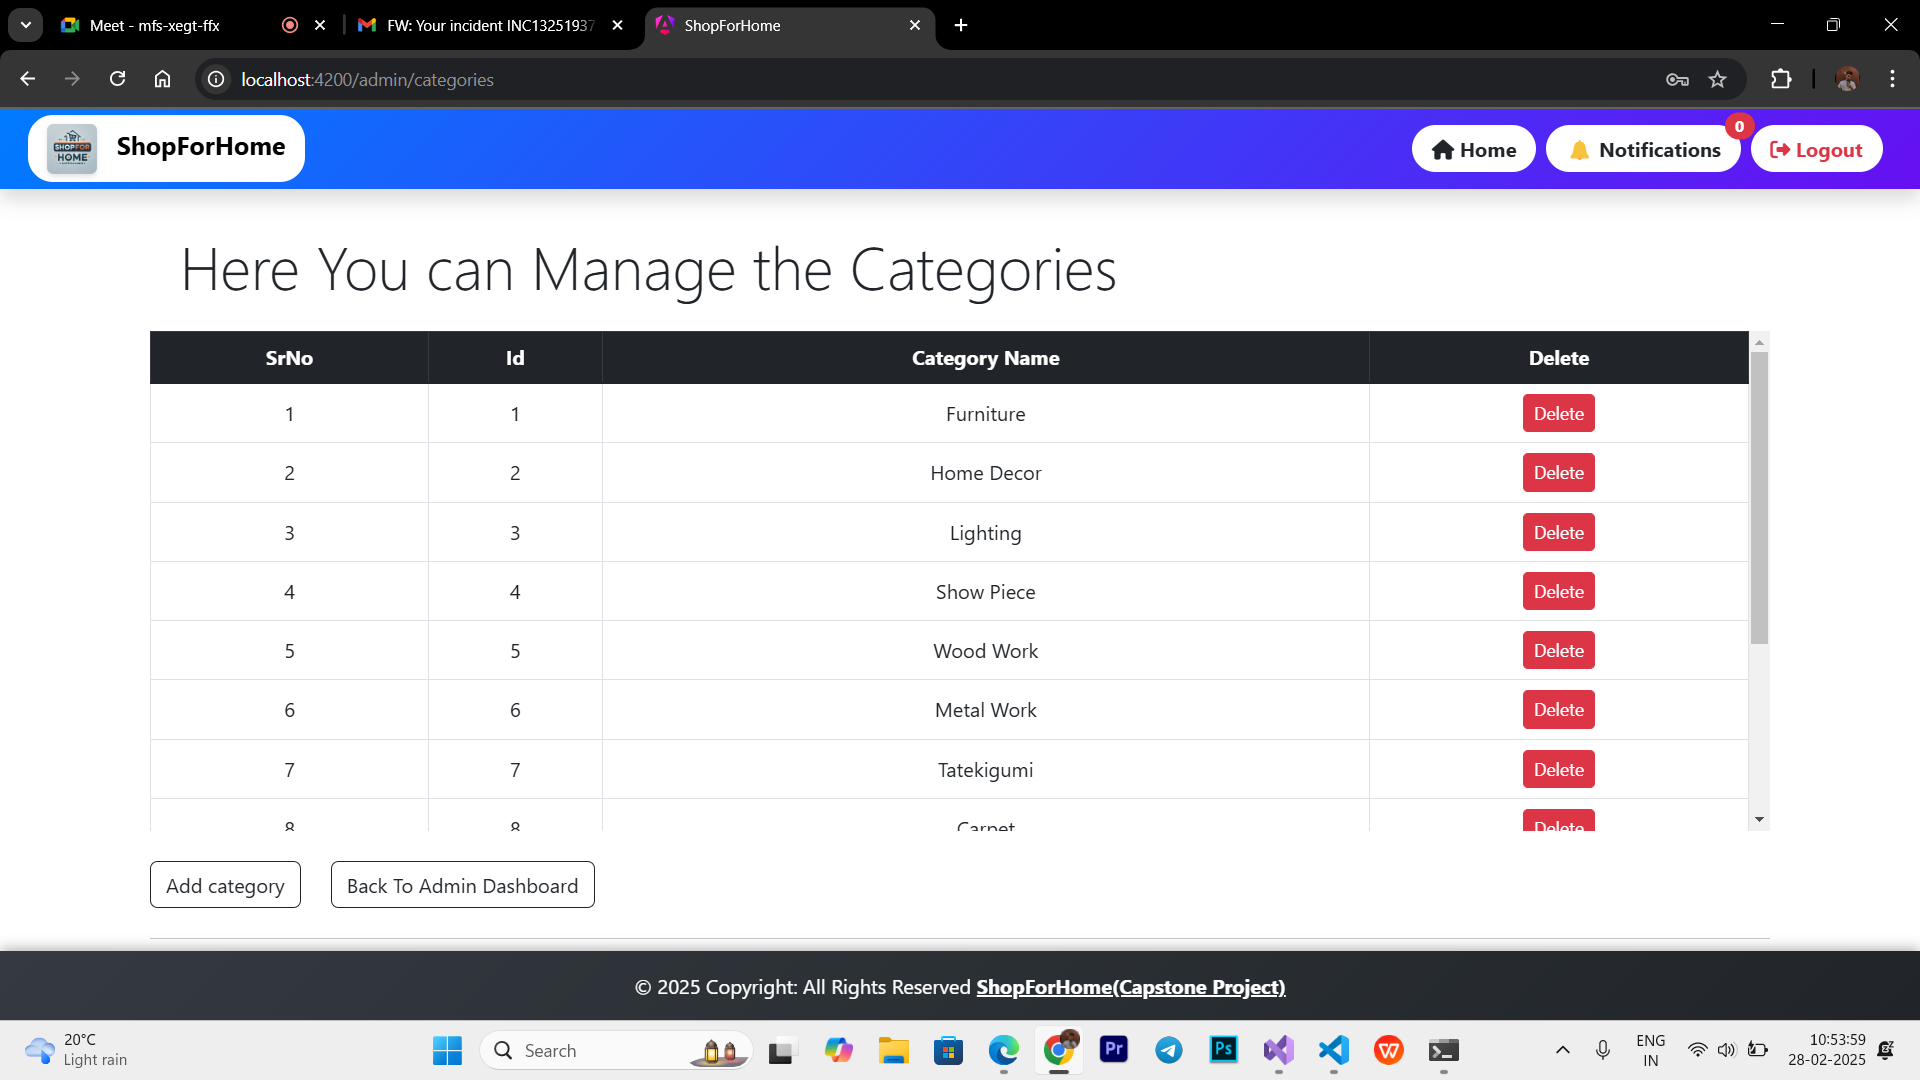 Meet - mfs-xegt-ffx
FW: Your incident INC13251937
ShopForHome
localhost:4200/admin/categories
SHOPFOR
HOME
ShopForHome
Home
Notifications
0
Logout
Here You can Manage the Categories
SrNo Id Category Name Delete
1 1 Furniture Delete
2 2 Home Decor Delete
3 3 Lighting Delete
4 4 Show Piece Delete
5 5 Wood Work Delete
6 6 Metal Work Delete
7 7 Tatekigumi Delete
8 8 Carpet Delete
Add category
Back To Admin Dashboard
© 2025 Copyright: All Rights Reserved ShopForHome(Capstone Project)
20°C
Light rain
Search
Pr
Ps
ENG
IN
10:53:59
28-02-2025